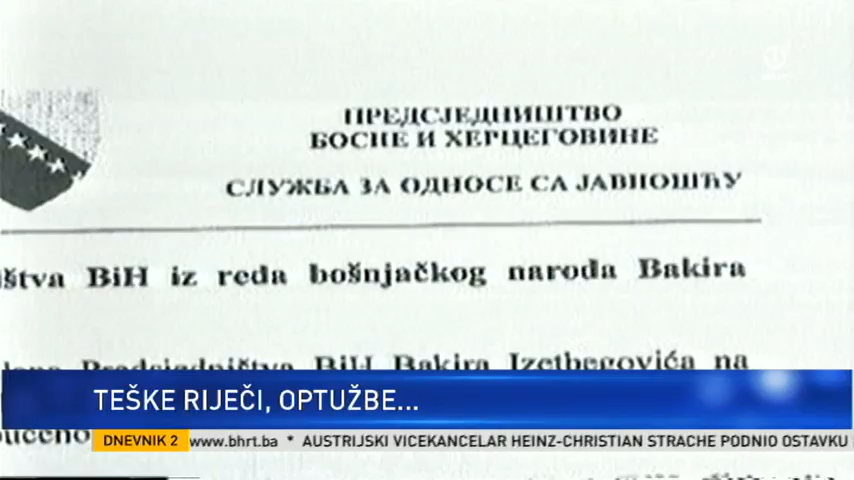 ПРЕДСЈЕДНИШТВО
БОСНЕ И ХЕРЦЕГОВИНЕ
СЛУЖБА ЗА ОДНОСЕ СА ЈАВНОШЋУ
ištva BiH iz reda bošnjačkog naroda Bakira
Predsjedništva BiH Bakira Izetbegovića na
TEŠKE RIJEČI, OPTUŽBE...
DNEVNIK 2 www.bhrt.ba * AUSTRIJSKI VICEKANCELAR HEINZ-CHRISTIAN STRACHE PODNIO OSTAVKU